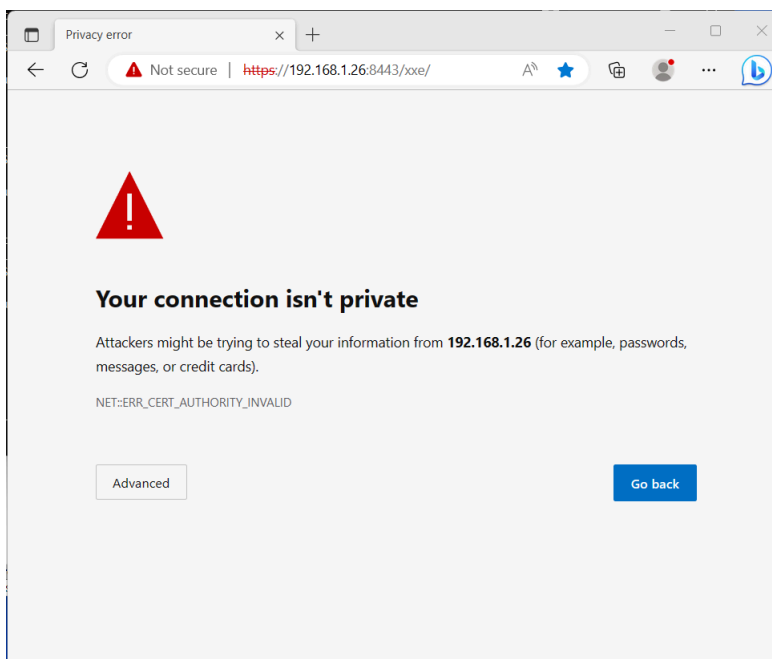 Privacy error
Not secure | https://192.168.1.26:8443/xxe/
Your connection isn't private
Attackers might be trying to steal your information from 192.168.1.26 (for example, passwords,
messages, or credit cards).
NET::ERR_CERT_AUTHORITY_INVALID
Advanced
Go back